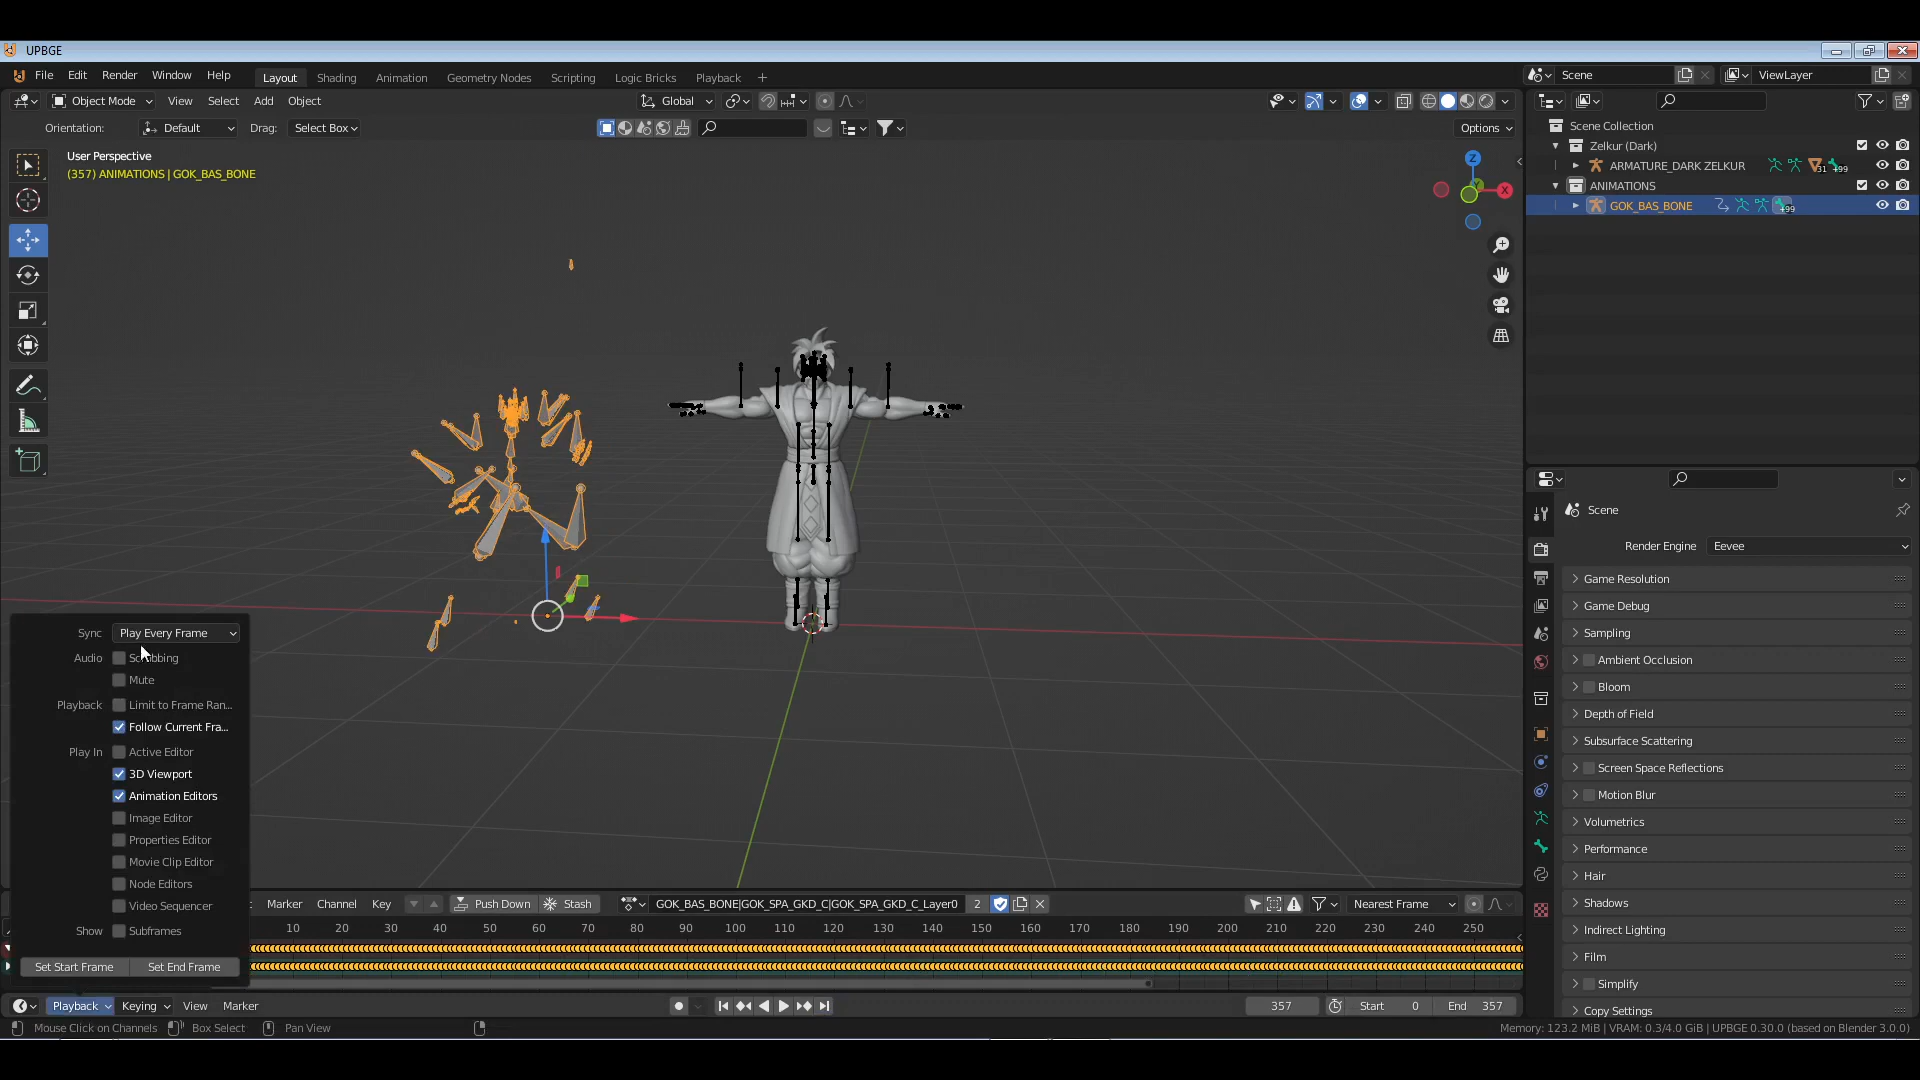 UPBGE
File Edit Render Window Help Layout Shading Animation Geometry Nodes Scripting Logic Bricks Playback + Scene ViewLayer
Object Mode View Select Add Object Global
Orientation: Default Drag: Select Box Options
User Perspective
(357) ANIMATIONS | GOK_BAS_BONE
Z
X
Scene Collection
Zelkur (Dark)
ARMATURE_DARK ZELKUR 31 +99
ANIMATIONS
GOK_BAS_BONE +99
Scene
Render Engine Eevee
Game Resolution
Game Debug
Sampling
Ambient Occlusion
Bloom
Depth of Field
Subsurface Scattering
Screen Space Reflections
Motion Blur
Volumetrics
Performance
Hair
Shadows
Indirect Lighting
Film
Simplify
Copy Settings
Sync Play Every Frame
Audio
Mute
Playback Limit to Frame Ran...
Follow Current Fra...
Play In Active Editor
3D Viewport
Animation Editors
Image Editor
Properties Editor
Movie Clip Editor
Node Editors
Video Sequencer
Show Subframes
Set Start Frame Set End Frame
Marker Channel Key Push Down Stash GOK_BAS_BONE|GOK_SPA_GKD_C|GOK_SPA_GKD_C_Layer0 2 Nearest Frame
10 20 30 40 50 60 70 80 90 100 110 120 130 140 150 160 170 180 190 200 210 220 230 240 250
Playback Keying View Marker 357 Start 0 End 357
Mouse Click on Channels Box Select Pan View Memory: 123.2 MiB | VRAM: 0.3/4.0 GiB | UPBGE 0.30.0 (based on Blender 3.0.0)